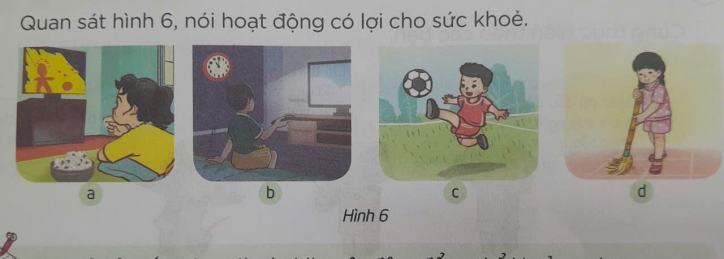 Quan sát hình 6, nói hoạt động có lợi cho sức khoẻ.
a
b
c
d
Hình 6